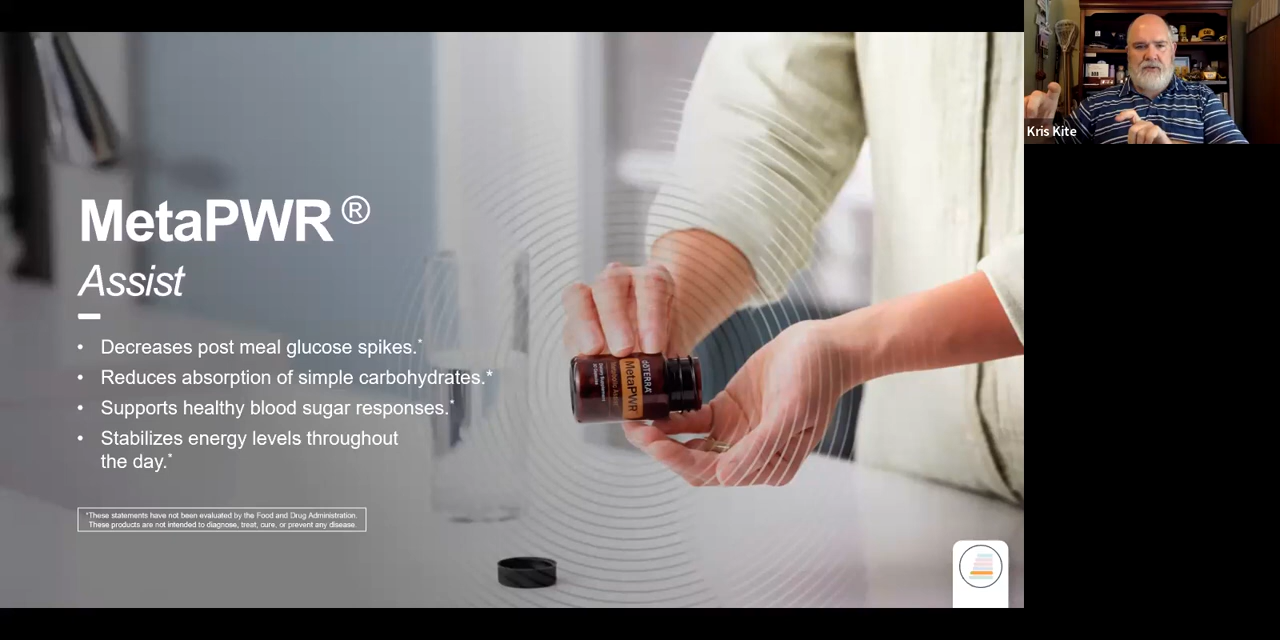 MetaPWR®
Assist
• Decreases post meal glucose spikes.*
• Reduces absorption of simple carbohydrates.*
• Supports healthy blood sugar responses.*
• Stabilizes energy levels throughout
the day.*
*These statements have not been evaluated by the Food and Drug Administration.
These products are not intended to diagnose, treat, cure, or prevent any disease.
dōTERRA
MetaPWR
Kris Kite